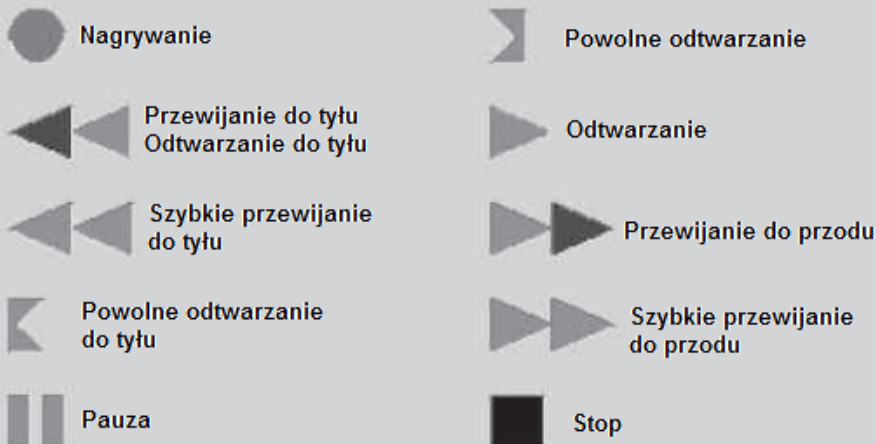 Nagrywanie
Przewijanie do tyłu
Odtwarzanie do tyłu
Szybkie przewijanie
do tyłu
Powolne odtwarzanie
do tyłu
Pauza
Powolne odtwarzanie
Odtwarzanie
Przewijanie do przodu
Szybkie przewijanie
do przodu
Stop